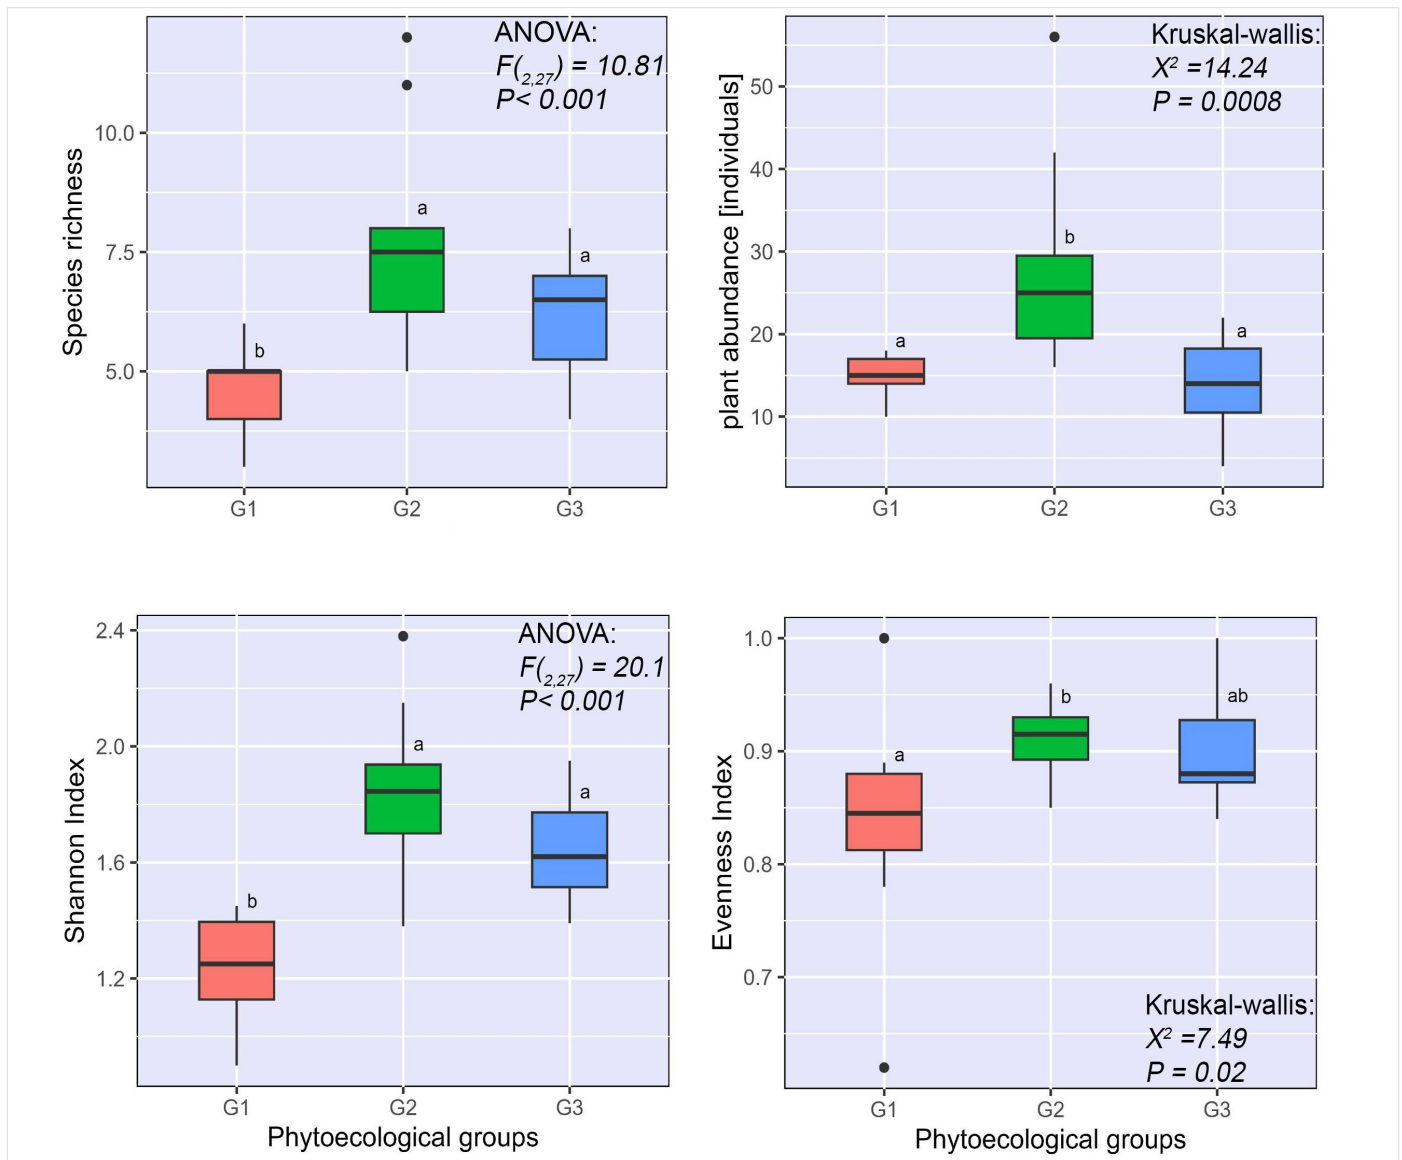 ANOVA:
F(2,27) = 10.81
P< 0.001
Species richness
10.0
7.5
5.0
a
a
b
G1 G2 G3
Kruskal-wallis:
X² =14.24
P = 0.0008
plant abundance [individuals]
50
40
30
20
10
b
a
a
G1 G2 G3
ANOVA:
F(2,27) = 20.1
P< 0.001
Shannon Index
2.4
2.0
1.6
1.2
a
a
b
G1 G2 G3
Phytoecological groups
Evenness Index
1.0
0.9
0.8
0.7
b
ab
a
Kruskal-wallis:
X² =7.49
P = 0.02
G1 G2 G3
Phytoecological groups